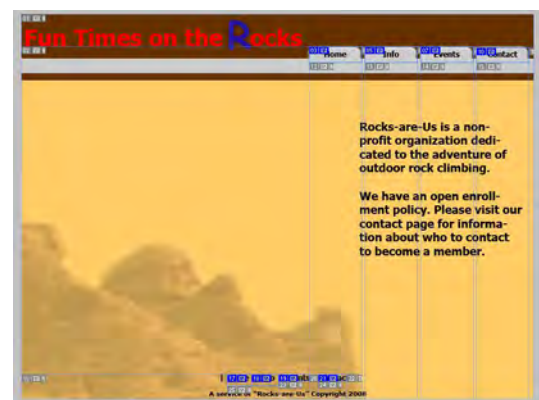 Fun Times on the Rocks
Home Info Events Contact
Rocks-are-Us is a non-
profit organization dedi-
cated to the adventure of
outdoor rock climbing.
We have an open enroll-
ment policy. Please visit our
contact page for informa-
tion about who to contact
to become a member.
A service of "Rocks-are-Us" Copyright 2008